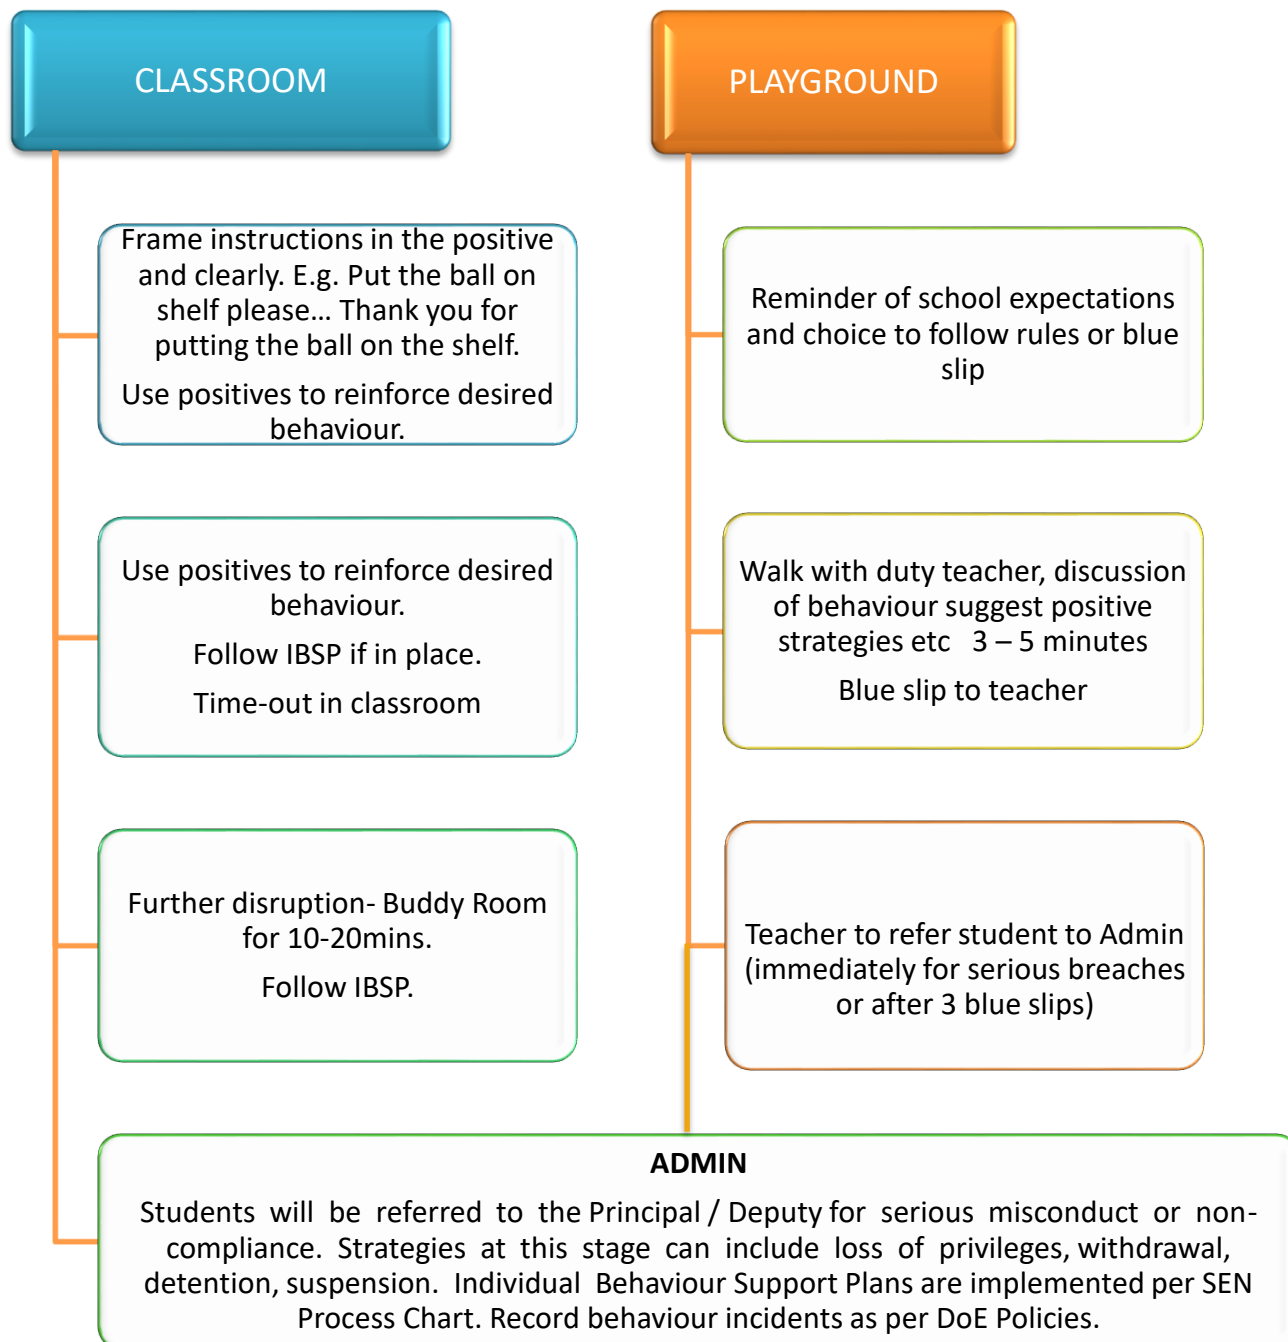 CLASSROOM
Frame instructions in the positive
and clearly. E.g. Put the ball on
shelf please... Thank you for
putting the ball on the shelf.
Use positives to reinforce desired
behaviour.
Use positives to reinforce desired
behaviour.
Follow IBSP if in place.
Time-out in classroom
Further disruption- Buddy Room
for 10-20mins.
Follow IBSP.
PLAYGROUND
Reminder of school expectations
and choice to follow rules or blue
slip
Walk with duty teacher, discussion
of behaviour suggest positive
strategies etc 3 – 5 minutes
Blue slip to teacher
Teacher to refer student to Admin
(immediately for serious breaches
or after 3 blue slips)
ADMIN
Students will be referred to the Principal / Deputy for serious misconduct or non-
compliance. Strategies at this stage can include loss of privileges, withdrawal,
detention, suspension. Individual Behaviour Support Plans are implemented per SEN
Process Chart. Record behaviour incidents as per DoE Policies.